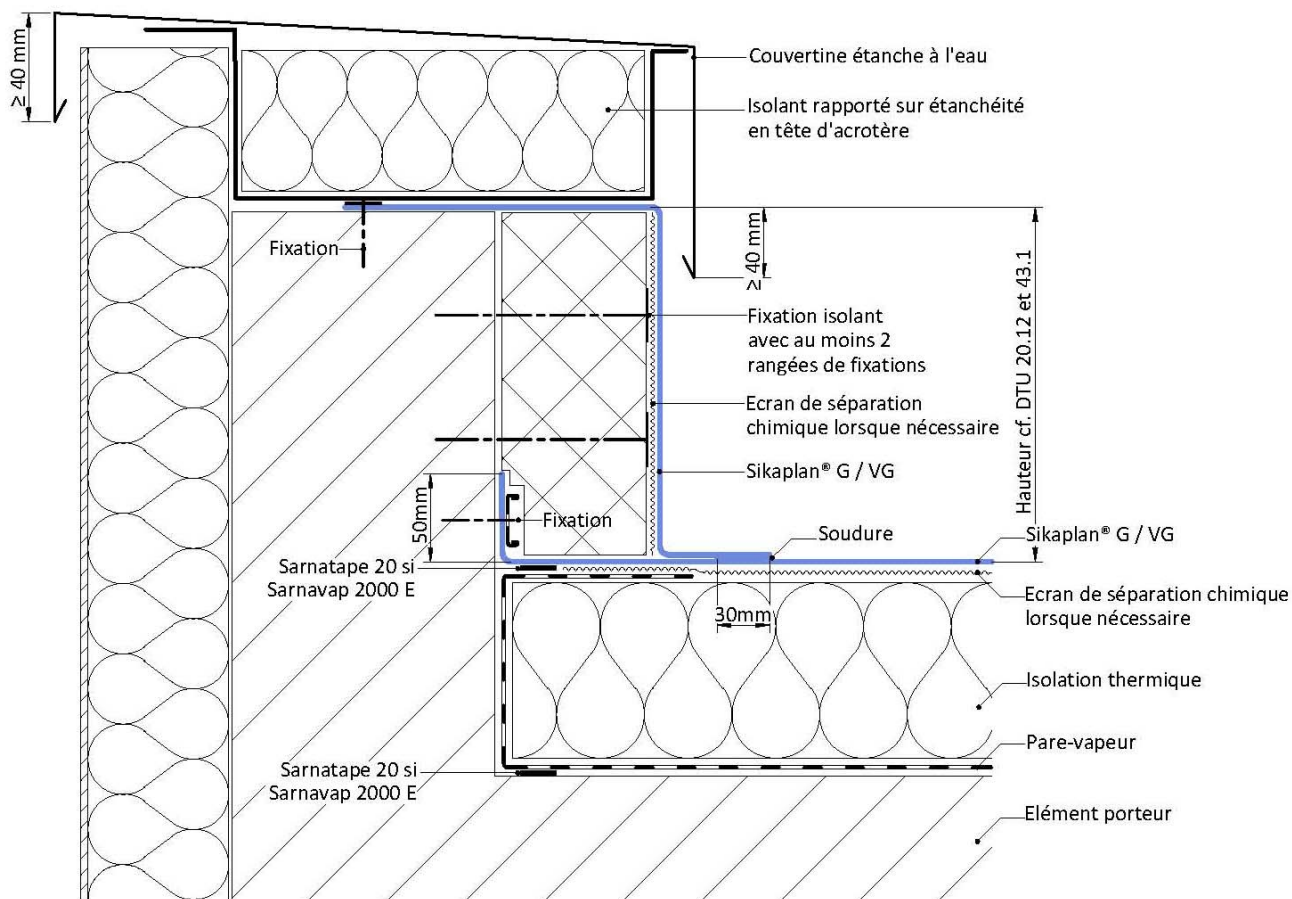 ≥ 40 mm
Couvertine étanche à l'eau
Isolant rapporté sur étanchéité
en tête d'acrotère
Fixation
≥ 40 mm
Hauteur cf. DTU 20.12 et 43.1
Fixation isolant
avec au moins 2
rangées de fixations
Ecran de séparation
chimique lorsque nécessaire
Sikaplan® G / VG
50mm
Fixation
Soudure
Sikaplan® G / VG
Sarnatape 20 si
Sarnavap 2000 E
Ecran de séparation chimique
lorsque nécessaire
30mm
Isolation thermique
Pare-vapeur
Sarnatape 20 si
Sarnavap 2000 E
Elément porteur